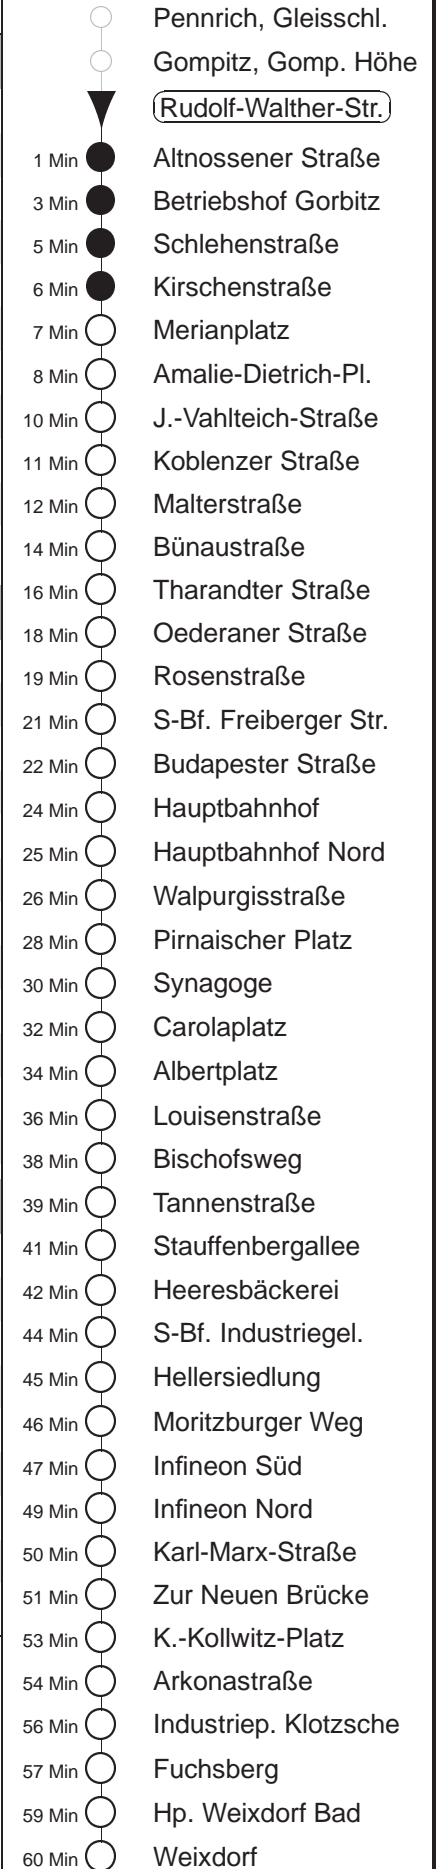 Pennrich, Gleisschl.
Gompitz, Gomp. Höhe
Rudolf-Walther-Str.
1 Min Altnossener Straße
3 Min Betriebshof Gorbitz
5 Min Schlehenstraße
6 Min Kirschenstraße
7 Min Merianplatz
8 Min Amalie-Dietrich-Pl.
10 Min J.-Vahlteich-Straße
11 Min Koblenzer Straße
12 Min Malterstraße
14 Min Bünaustraße
16 Min Tharandter Straße
18 Min Oederaner Straße
19 Min Rosenstraße
21 Min S-Bf. Freiberger Str.
22 Min Budapester Straße
24 Min Hauptbahnhof
25 Min Hauptbahnhof Nord
26 Min Walpurgisstraße
28 Min Pirnaischer Platz
30 Min Synagoge
32 Min Carolaplatz
34 Min Albertplatz
36 Min Louisenstraße
38 Min Bischofsweg
39 Min Tannenstraße
41 Min Stauffenbergallee
42 Min Heeresbäckerei
44 Min S-Bf. Industriegel.
45 Min Hellersiedlung
46 Min Moritzburger Weg
47 Min Infineon Süd
49 Min Infineon Nord
50 Min Karl-Marx-Straße
51 Min Zur Neuen Brücke
53 Min K.-Kollwitz-Platz
54 Min Arkonastraße
56 Min Industriep. Klotzsche
57 Min Fuchsberg
59 Min Hp. Weixdorf Bad
60 Min Weixdorf